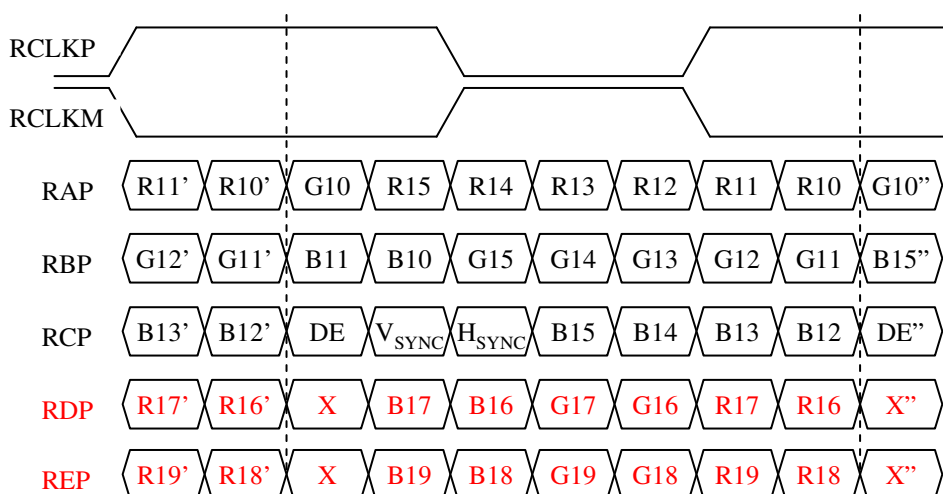 RCLKP
RCLKM
RAP R11’ R10’ G10 R15 R14 R13 R12 R11 R10 G10”
RBP G12’ G11’ B11 B10 G15 G14 G13 G12 G11 B15”
RCP B13’ B12’ DE VSYNC HSYNC B15 B14 B13 B12 DE”
RDP R17’ R16’ X B17 B16 G17 G16 R17 R16 X”
REP R19’ R18’ X B19 B18 G19 G18 R19 R18 X”